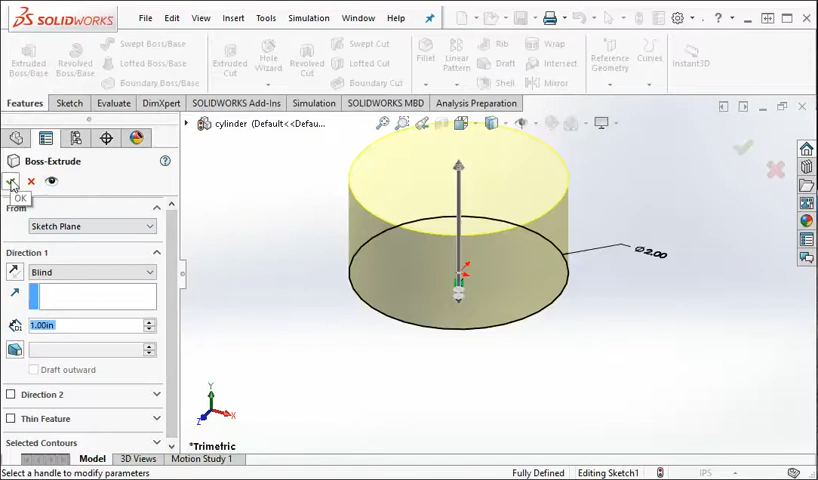 SOLIDWORKS File Edit View Insert Tools Simulation Window Help
Extruded Boss/Base
Revolved Boss/Base
Swept Boss/Base
Lofted Boss/Base
Boundary Boss/Base
Extruded Cut
Hole Wizard
Revolved Cut
Swept Cut
Lofted Cut
Boundary Cut
Fillet
Linear Pattern
Rib
Draft
Shell
Wrap
Intersect
Mirror
Reference Geometry
Curves
Instant3D
Features Sketch Evaluate DimXpert SOLIDWORKS Add-Ins Simulation SOLIDWORKS MBD Analysis Preparation
cylinder (Default<<Defau...
Boss-Extrude
OK
From
Sketch Plane
Direction 1
Blind
D1
1.00in
Draft outward
Direction 2
Thin Feature
Selected Contours
⌀2.00
Y
X
Z
*Trimetric
Model 3D Views Motion Study 1
Select a handle to modify parameters
Fully Defined Editing Sketch1 IPS